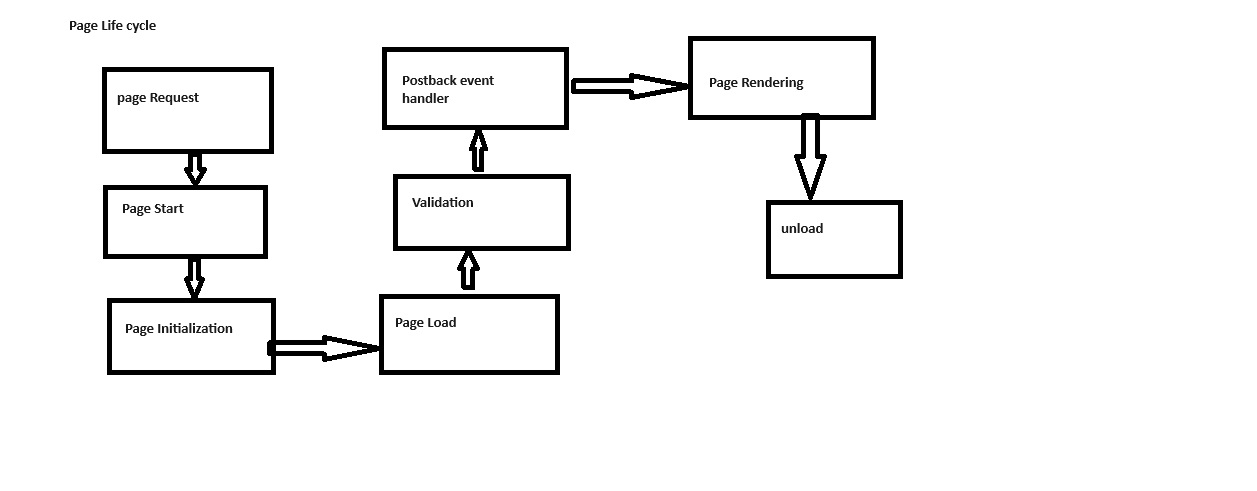 Page Life cycle
page Request
Page Start
Page Initialization
Page Load
Validation
Postback event
handler
Page Rendering
unload